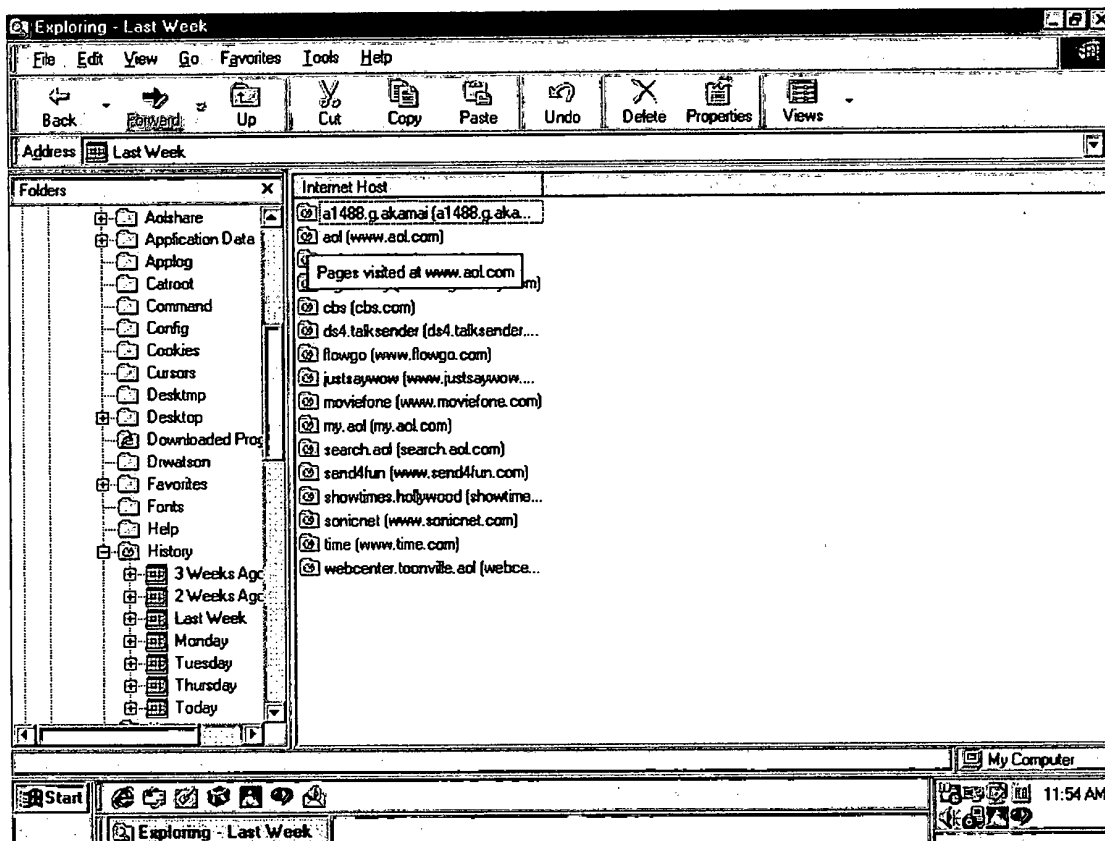 Exploring - Last Week
File Edit View Go Favorites Tools Help
Back Forward Up Cut Copy Paste Undo Delete Properties Views
Address Last Week
Folders x
Aolshare
Application Data
Applog
Catroot
Command
Config
Cookies
Cursors
Desktmp
Desktop
Downloaded Prog
Drwatson
Favorites
Fonts
Help
History
3 Weeks Ago
2 Weeks Ago
Last Week
Monday
Tuesday
Thursday
Today
Internet Host
a1488.g.akamai (a1488.g.aka...
aol (www.aol.com)
Pages visited at www.aol.com
cbs (cbs.com)
ds4.talksender (ds4.talksender....
flowgo (www.flowgo.com)
justsaywow (www.justsaywow....
moviefone (www.moviefone.com)
my.aol (my.aol.com)
search.aol (search.aol.com)
send4fun (www.send4fun.com)
showtimes.hollywood (showtime...
sonicnet (www.sonicnet.com)
time (www.time.com)
webcenter.toonville.aol (webce...
My Computer
Start 11:54 AM
Exploring - Last Week